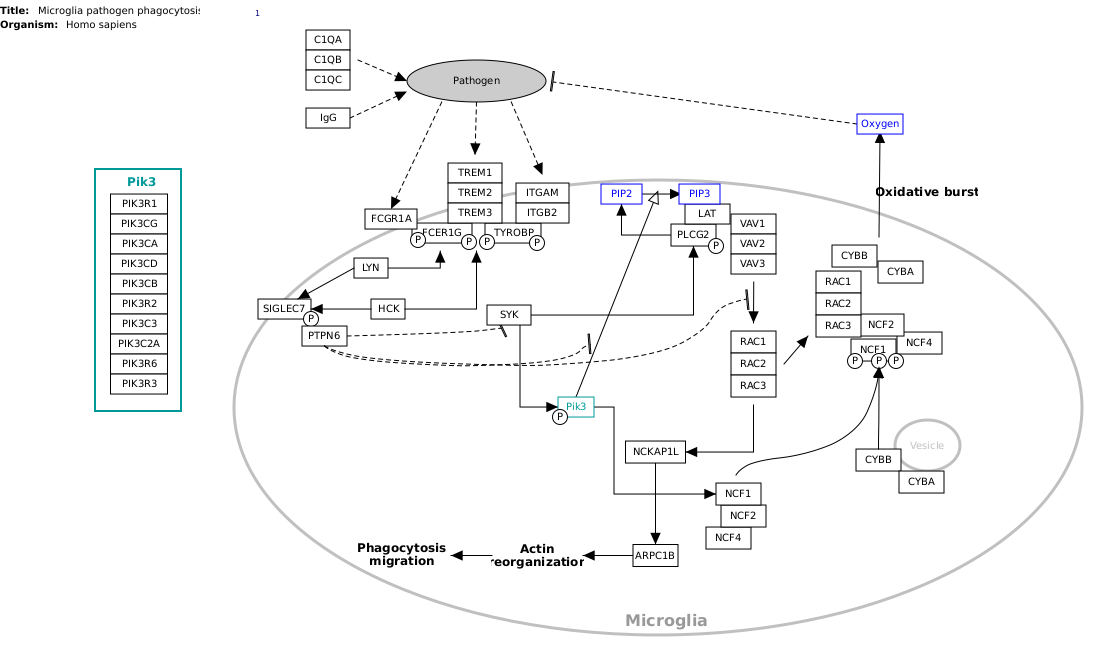 Title: Microglia pathogen phagocytosis
Organism: Homo sapiens
1
C1QA
C1QB
C1QC
IgG
Pathogen
Oxygen
Oxidative burst
Pik3
PIK3R1
PIK3CG
PIK3CA
PIK3CD
PIK3CB
PIK3R2
PIK3C3
PIK3C2A
PIK3R6
PIK3R3
TREM1
TREM2
TREM3
ITGAM
ITGB2
FCGR1A
FCER1G
TYROBP
P
P
P
P
PIP2
PIP3
LAT
PLCG2
P
VAV1
VAV2
VAV3
LYN
HCK
SIGLEC7
P
PTPN6
SYK
CYBB
CYBA
RAC1
RAC2
RAC3
NCF2
NCF1
NCF4
P
P
P
RAC1
RAC2
RAC3
Pik3
P
NCKAP1L
Vesicle
CYBB
CYBA
NCF1
NCF2
NCF4
ARPC1B
Actin
reorganization
Phagocytosis
migration
Microglia